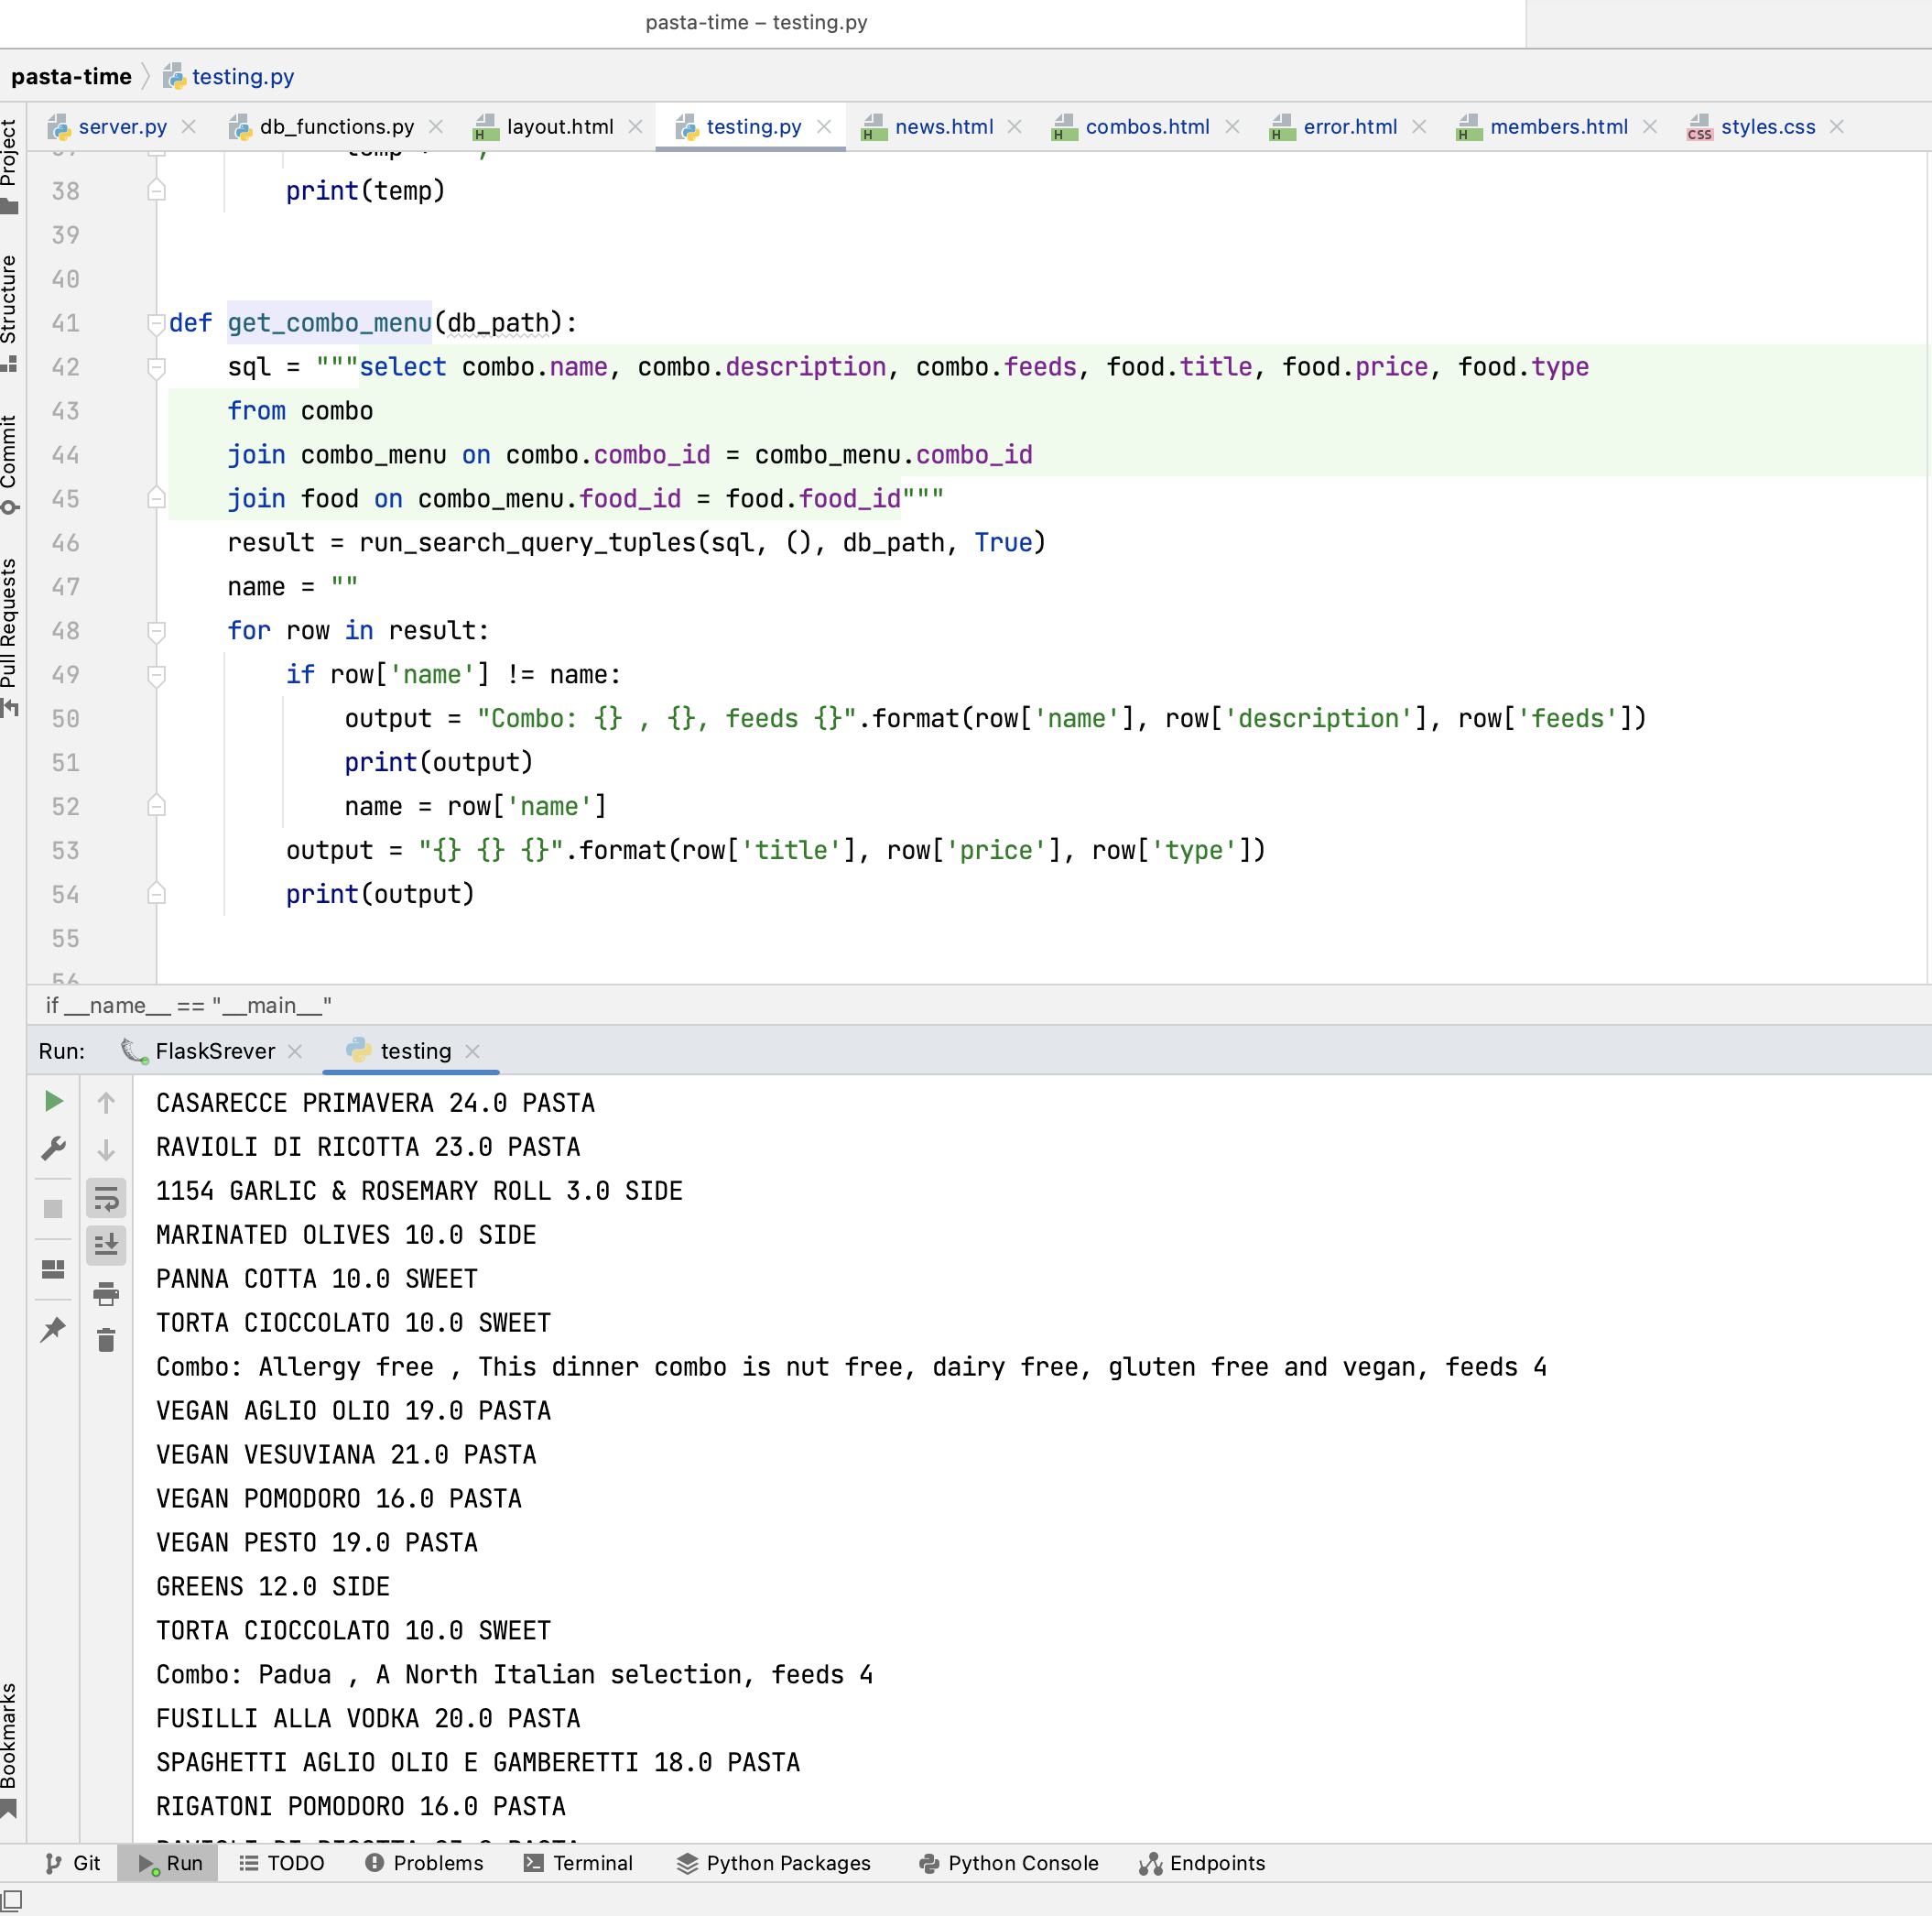 pasta-time – testing.py
pasta-time testing.py
server.py db_functions.py layout.html testing.py news.html combos.html error.html members.html styles.css
Project
Structure
Commit
Pull Requests
Bookmarks
38 print(temp)
39
40
41 def get_combo_menu(db_path):
42 sql = """select combo.name, combo.description, combo.feeds, food.title, food.price, food.type
43 from combo
44 join combo_menu on combo.combo_id = combo_menu.combo_id
45 join food on combo_menu.food_id = food.food_id"""
46 result = run_search_query_tuples(sql, (), db_path, True)
47 name = ""
48 for row in result:
49 if row['name'] != name:
50 output = "Combo: {} , {}, feeds {}".format(row['name'], row['description'], row['feeds'])
51 print(output)
52 name = row['name']
53 output = "{} {} {}".format(row['title'], row['price'], row['type'])
54 print(output)
55
if __name__ == "__main__"
Run: FlaskSrever testing
CASARECCE PRIMAVERA 24.0 PASTA
RAVIOLI DI RICOTTA 23.0 PASTA
1154 GARLIC & ROSEMARY ROLL 3.0 SIDE
MARINATED OLIVES 10.0 SIDE
PANNA COTTA 10.0 SWEET
TORTA CIOCCOLATO 10.0 SWEET
Combo: Allergy free , This dinner combo is nut free, dairy free, gluten free and vegan, feeds 4
VEGAN AGLIO OLIO 19.0 PASTA
VEGAN VESUVIANA 21.0 PASTA
VEGAN POMODORO 16.0 PASTA
VEGAN PESTO 19.0 PASTA
GREENS 12.0 SIDE
TORTA CIOCCOLATO 10.0 SWEET
Combo: Padua , A North Italian selection, feeds 4
FUSILLI ALLA VODKA 20.0 PASTA
SPAGHETTI AGLIO OLIO E GAMBERETTI 18.0 PASTA
RIGATONI POMODORO 16.0 PASTA
Git Run TODO Problems Terminal Python Packages Python Console Endpoints